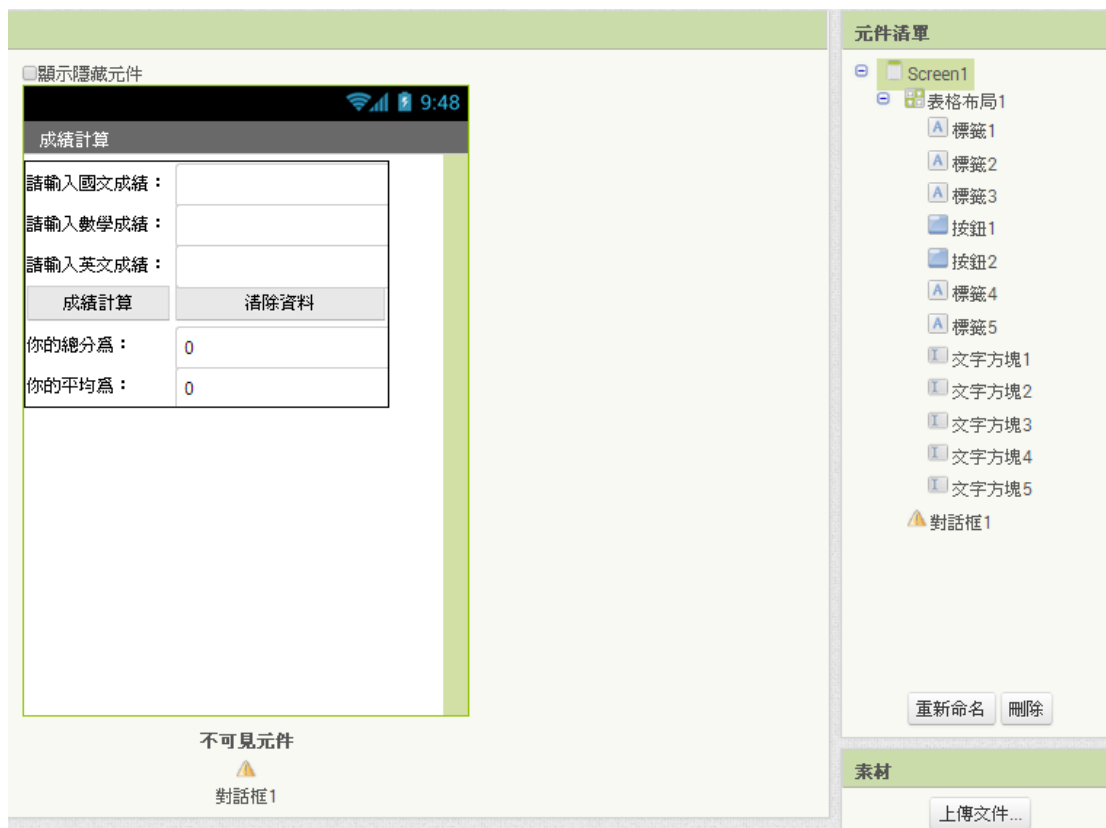 元件清單
顯示隱藏元件
Screen1
9:48
表格布局1
成績計算
標籤1
標籤2
標籤3
按鈕1
按鈕2
標籤4
標籤5
文字方塊1
文字方塊2
文字方塊3
文字方塊4
文字方塊5
對話框1
請輸入國文成績：
請輸入數學成績：
請輸入英文成績：
成績計算 清除資料
你的總分為： 0
你的平均為： 0
重新命名 刪除
不可見元件
對話框1
素材
上傳文件...